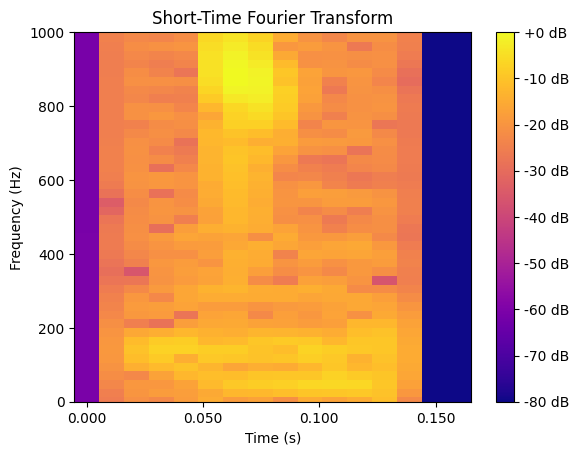 Short-Time Fourier Transform
Frequency (Hz)
1000
800
600
400
200
0
0.000
0.050
0.100
0.150
Time (s)
+0 dB
-10 dB
-20 dB
-30 dB
-40 dB
-50 dB
-60 dB
-70 dB
-80 dB